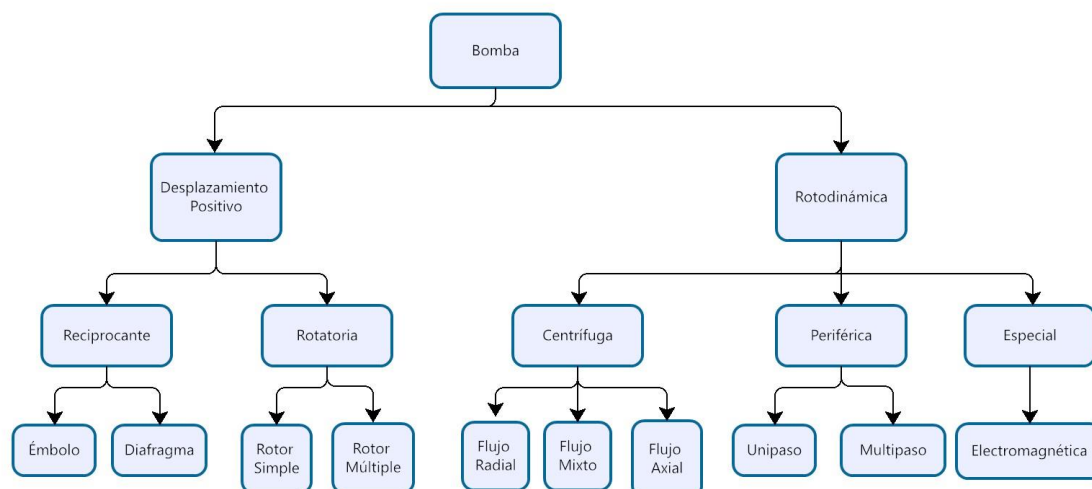 Bomba
Desplazamiento
Positivo
Rotodinámica
Reciprocante
Rotatoria
Centrífuga
Periférica
Especial
Émbolo
Diafragma
Rotor
Simple
Rotor
Múltiple
Flujo
Radial
Flujo
Mixto
Flujo
Axial
Unipaso
Multipaso
Electromagnética